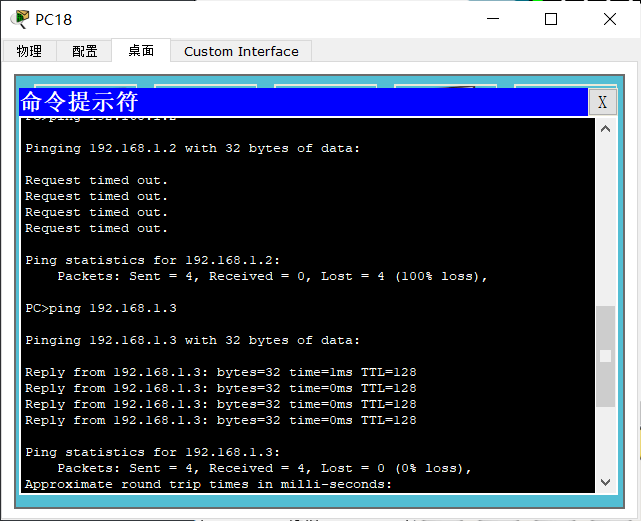 PC18
物理 配置 桌面 Custom Interface
命令提示符 X
PC>ping 192.168.1.2
Pinging 192.168.1.2 with 32 bytes of data:
Request timed out.
Request timed out.
Request timed out.
Request timed out.
Ping statistics for 192.168.1.2:
Packets: Sent = 4, Received = 0, Lost = 4 (100% loss),
PC>ping 192.168.1.3
Pinging 192.168.1.3 with 32 bytes of data:
Reply from 192.168.1.3: bytes=32 time=1ms TTL=128
Reply from 192.168.1.3: bytes=32 time=0ms TTL=128
Reply from 192.168.1.3: bytes=32 time=0ms TTL=128
Reply from 192.168.1.3: bytes=32 time=0ms TTL=128
Ping statistics for 192.168.1.3:
Packets: Sent = 4, Received = 4, Lost = 0 (0% loss),
Approximate round trip times in milli-seconds: